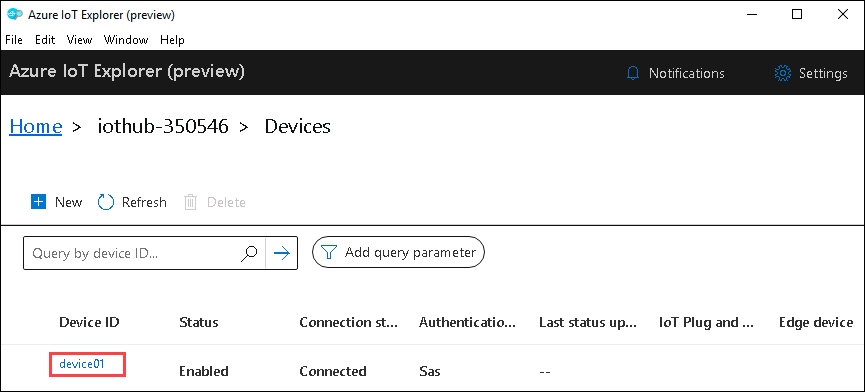 Azure IoT Explorer (preview)
File Edit View Window Help
Azure IoT Explorer (preview) Notifications Settings
Home > iothub-350546 > Devices
New Refresh Delete
Query by device ID... Add query parameter
Device ID Status Connection st... Authenticatio... Last status up... IoT Plug and ... Edge device
device01 Enabled Connected Sas --